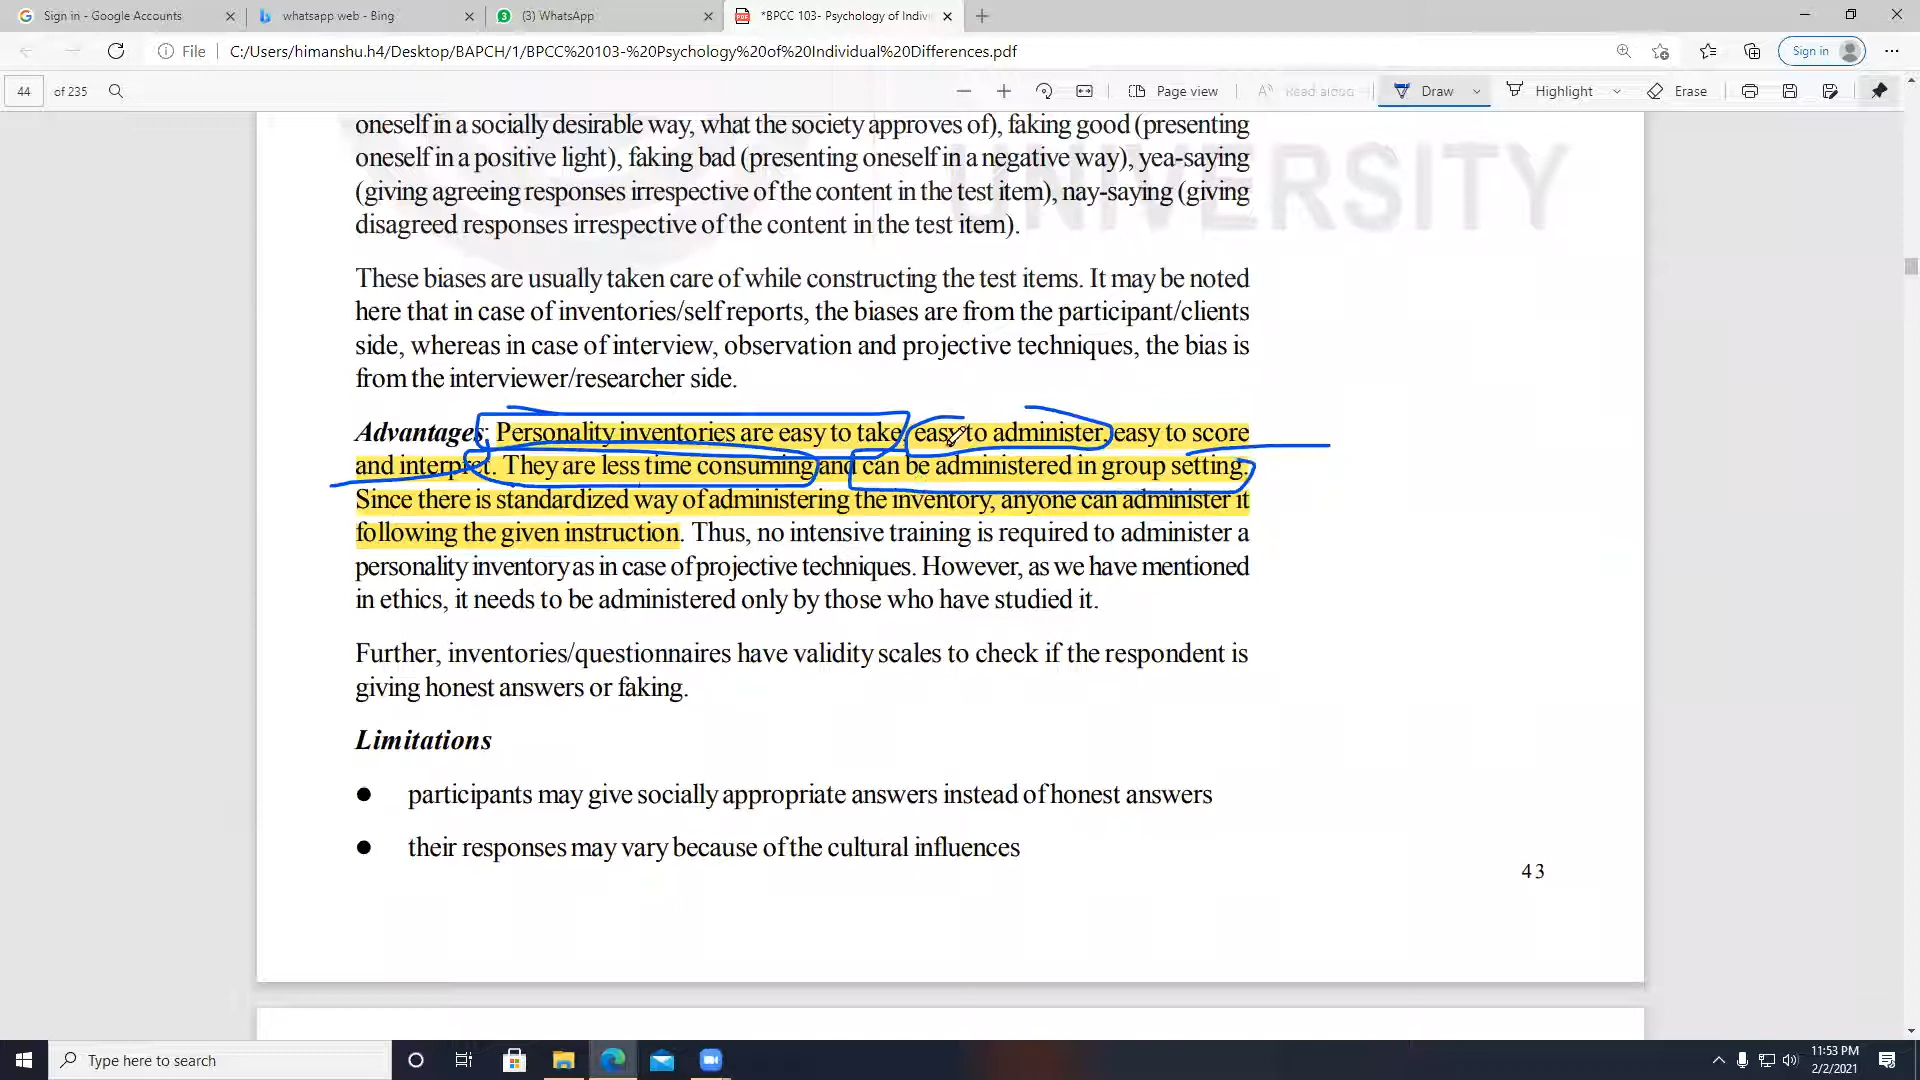 Sign in - Google Accounts
whatsapp web - Bing
(3) WhatsApp
*BPCC 103- Psychology of Indivi
File
C:/Users/himanshu.h4/Desktop/BAPCH/1/BPCC%20103-%20Psychology%20of%20Individual%20Differences.pdf
Sign in
44
of 235
Page view
Read aloud
Draw
Highlight
Erase
UNIVERSITY
oneself in a socially desirable way, what the society approves of), faking good (presenting
oneself in a positive light), faking bad (presenting oneself in a negative way), yea-saying
(giving agreeing responses irrespective of the content in the test item), nay-saying (giving
disagreed responses irrespective of the content in the test item).
These biases are usually taken care of while constructing the test items. It may be noted
here that in case of inventories/self reports, the biases are from the participant/clients
side, whereas in case of interview, observation and projective techniques, the bias is
from the interviewer/researcher side.
Advantages: Personality inventories are easy to take, easy to administer, easy to score
and interpret. They are less time consuming and can be administered in group setting.
Since there is standardized way of administering the inventory, anyone can administer it
following the given instruction. Thus, no intensive training is required to administer a
personality inventory as in case of projective techniques. However, as we have mentioned
in ethics, it needs to be administered only by those who have studied it.
Further, inventories/questionnaires have validity scales to check if the respondent is
giving honest answers or faking.
Limitations
● participants may give socially appropriate answers instead of honest answers
● their responses may vary because of the cultural influences
43
Type here to search
11:53 PM
2/2/2021